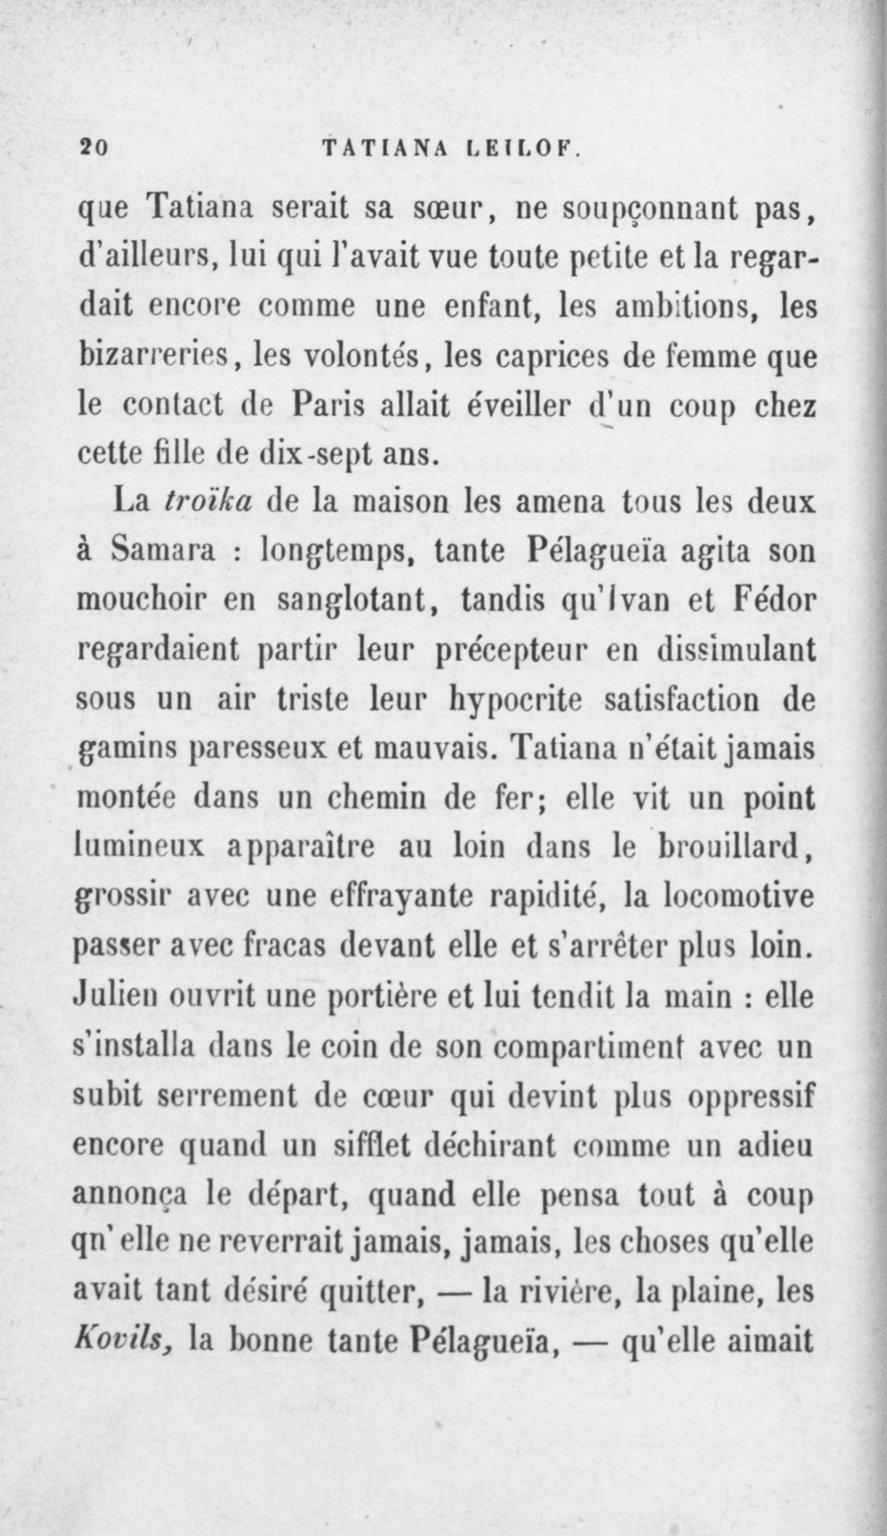 20 TATIANA LEILOF.
que Tatiana serait sa sœur, ne soupçonnant pas,
d'ailleurs, lui qui l'avait vue toute petite et la regar-
dait encore comme une enfant, les ambitions, les
bizarreries, les volontés, les caprices de femme que
le contact de Paris allait éveiller d'un coup chez
cette fille de dix-sept ans.
La troïka de la maison les amena tous les deux
à Samara : longtemps, tante Pélagueïa agita son
mouchoir en sanglotant, tandis qu'Ivan et Fédor
regardaient partir leur précepteur en dissimulant
sous un air triste leur hypocrite satisfaction de
gamins paresseux et mauvais. Tatiana n'était jamais
montée dans un chemin de fer; elle vit un point
lumineux apparaître au loin dans le brouillard,
grossir avec une effrayante rapidité, la locomotive
passer avec fracas devant elle et s'arrêter plus loin.
Julien ouvrit une portière et lui tendit la main : elle
s'installa dans le coin de son compartiment avec un
subit serrement de cœur qui devint plus oppressif
encore quand un sifflet déchirant comme un adieu
annonça le départ, quand elle pensa tout à coup
qn' elle ne reverrait jamais, jamais, les choses qu'elle
avait tant désiré quitter, — la rivière, la plaine, les
Kovils, la bonne tante Pélagueïa, — qu'elle aimait